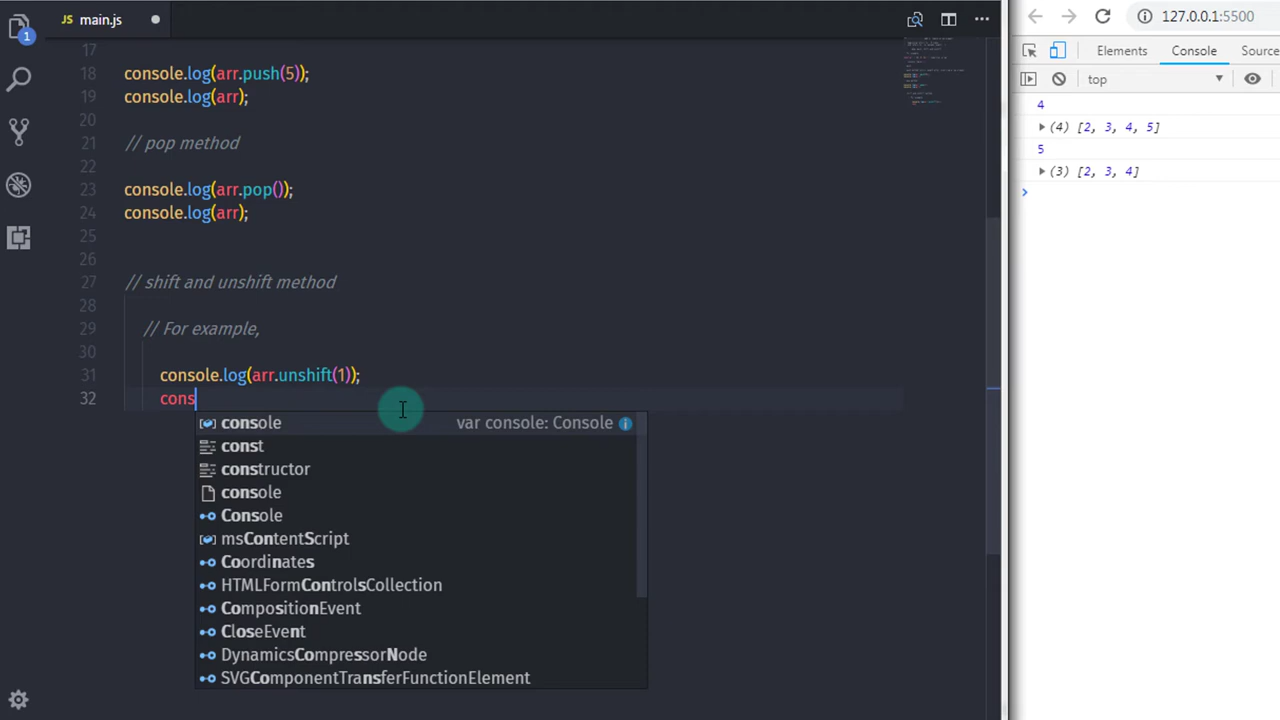 JS main.js
1
17
18 console.log(arr.push(5));
19 console.log(arr);
20
21 // pop method
22
23 console.log(arr.pop());
24 console.log(arr);
25
26
27 // shift and unshift method
28
29 // For example,
30
31 console.log(arr.unshift(1));
32 cons
console var console: Console
const
constructor
console
Console
msContentScript
Coordinates
HTMLFormControlsCollection
CompositionEvent
CloseEvent
DynamicsCompressorNode
SVGComponentTransferFunctionElement
127.0.0.1:5500
Elements Console Source
top
4
(4) [2, 3, 4, 5]
5
(3) [2, 3, 4]